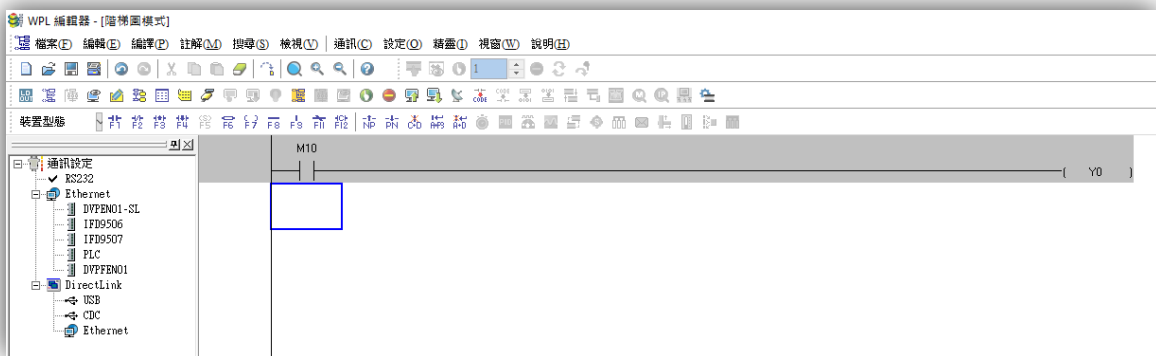 WPL 編輯器 - [階梯圖模式]
檔案(F) 編輯(E) 編譯(P) 註解(M) 搜尋(S) 檢視(V) 通訊(C) 設定(O) 精靈(I) 視窗(W) 說明(H)
1
CODE
裝置型態 F1 F2 F3 F4 F5 F6 F7 F8 F9 F11 F12 NP PN C+D
通訊設定
RS232
Ethernet
DVPEN01-SL
IFD9506
IFD9507
PLC
DVPFEN01
DirectLink
USB
CDC
Ethernet
M10
( Y0 )